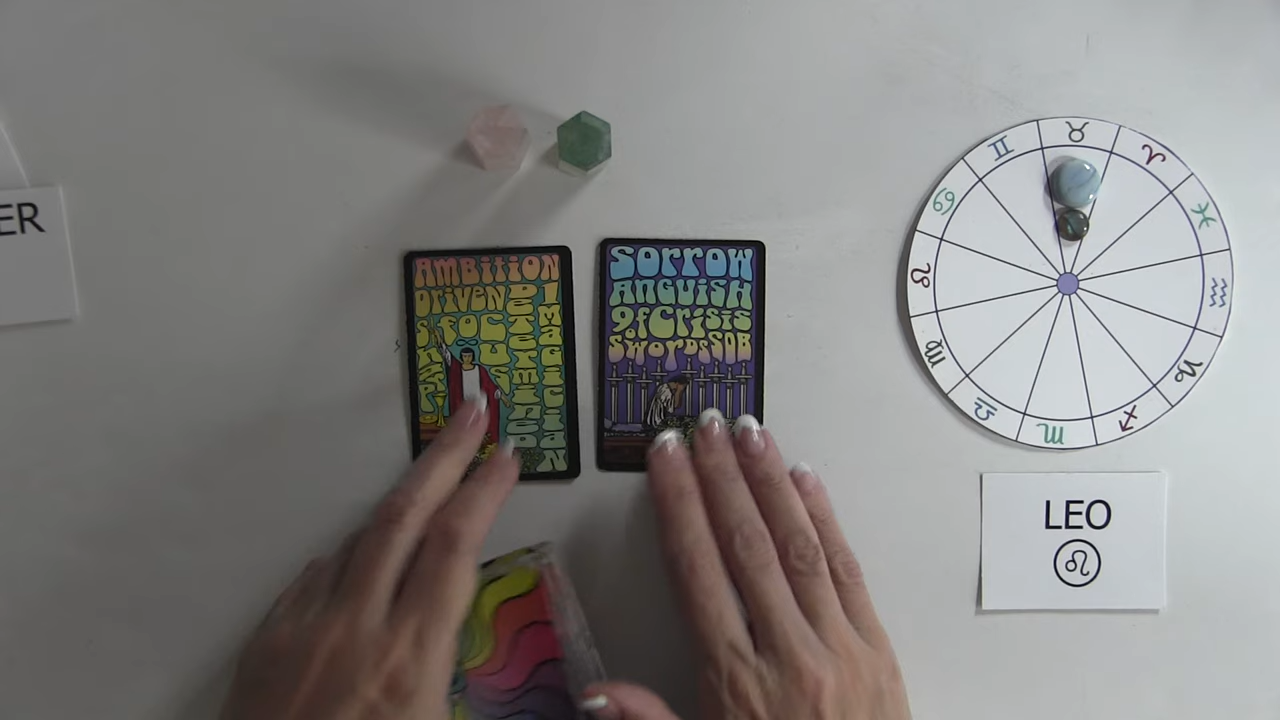 ER
AMBITION
DRIVEN
FOCUS
DETERMINED
MAGICIAN
SORROW
ANGUISH
9 of CRISIS
SWORDS SOB
LEO